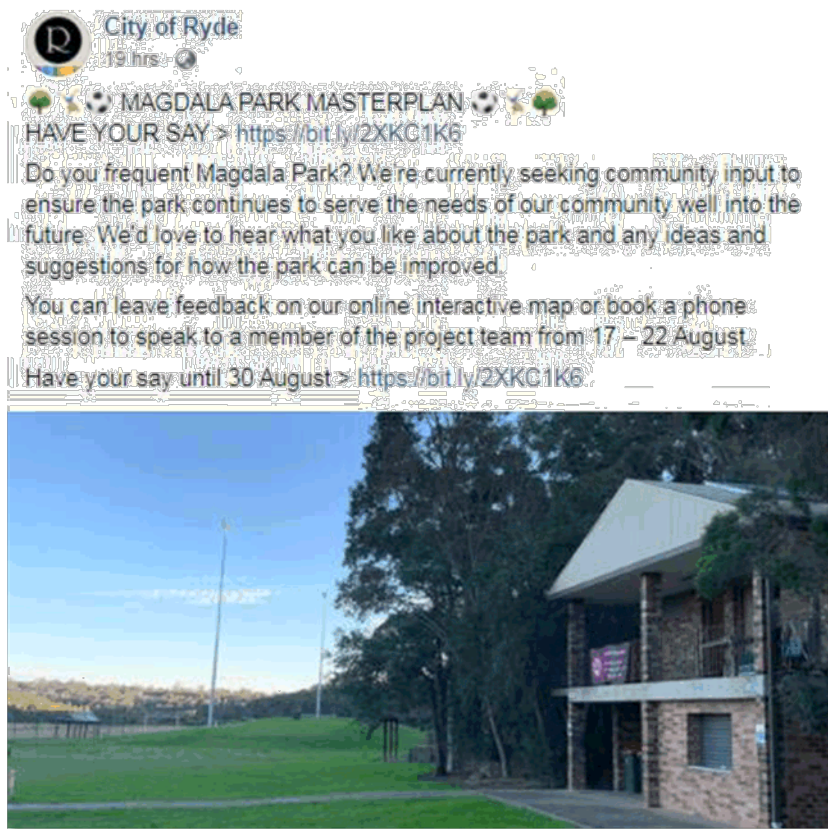 City of Ryde
19 hrs ·
🌳 🏏 ⚽ MAGDALA PARK MASTERPLAN ⚽ 🏏 🌳
HAVE YOUR SAY > https://bit.ly/2XKC1K6
Do you frequent Magdala Park? We're currently seeking community input to
ensure the park continues to serve the needs of our community well into the
future. We'd love to hear what you like about the park and any ideas and
suggestions for how the park can be improved.
You can leave feedback on our online interactive map or book a phone
session to speak to a member of the project team from 17 – 22 August.
Have your say until 30 August > https://bit.ly/2XKC1K6